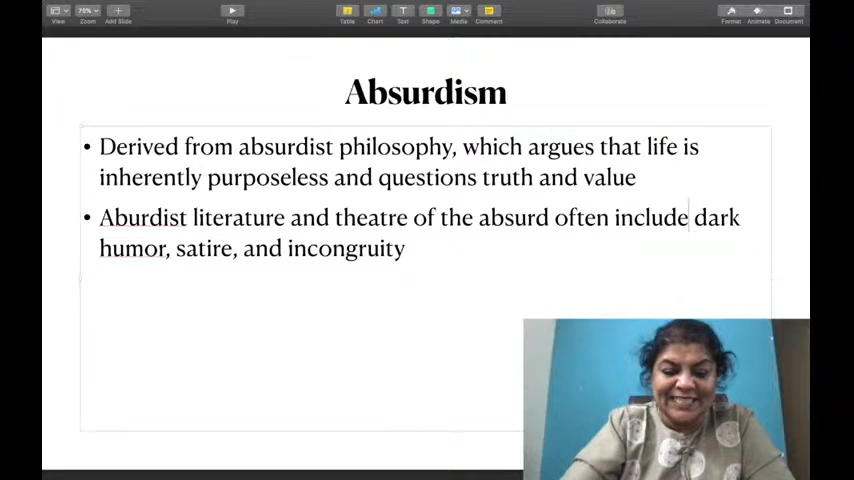 View
70%
Zoom
Add Slide
Play
Table
Chart
Text
Shape
Media
Comment
Collaborate
Format
Animate
Document
Absurdism
• Derived from absurdist philosophy, which argues that life is
inherently purposeless and questions truth and value
• Aburdist literature and theatre of the absurd often include dark
humor, satire, and incongruity